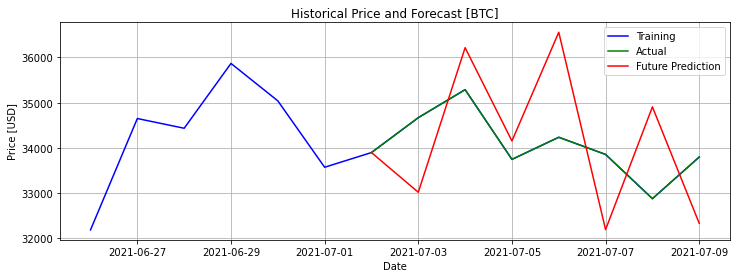 Historical Price and Forecast [BTC]
Training
Actual
Future Prediction
36000
35000
34000
33000
32000
Price [USD]
2021-06-27 2021-06-29 2021-07-01 2021-07-03 2021-07-05 2021-07-07 2021-07-09
Date